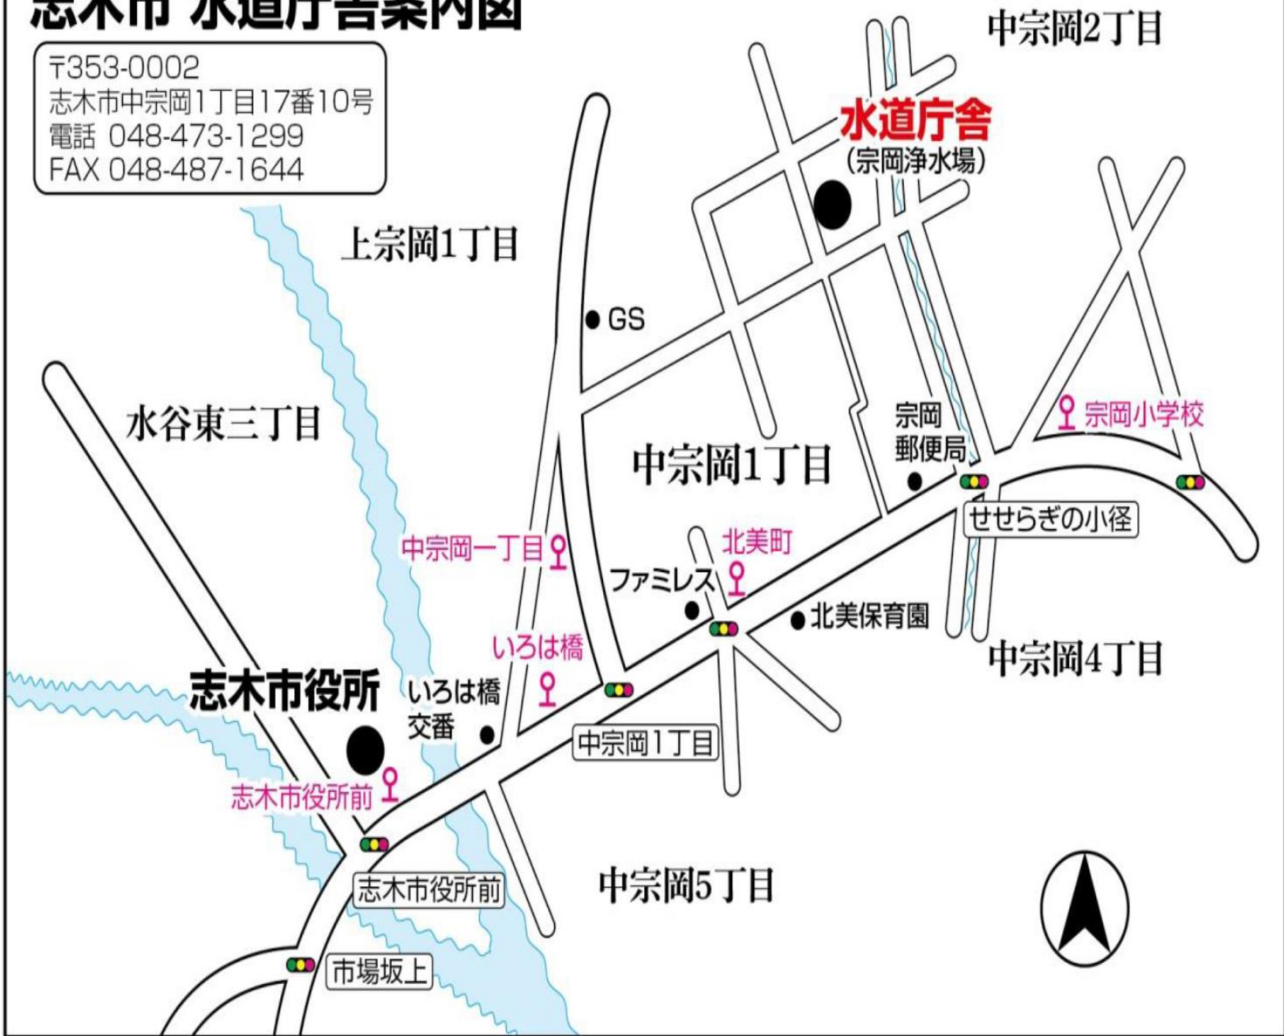 志木市 水道庁舎案内図
〒353-0002
志木市中宗岡1丁目17番10号
電話 048-473-1299
FAX 048-487-1644
中宗岡2丁目
水道庁舎
（宗岡浄水場）
上宗岡1丁目
GS
水谷東三丁目
宗岡
郵便局
宗岡小学校
中宗岡1丁目
せせらぎの小径
中宗岡一丁目
北美町
ファミレス
北美保育園
いろは橋
中宗岡4丁目
志木市役所
いろは橋
交番
中宗岡1丁目
志木市役所前
志木市役所前
中宗岡5丁目
市場坂上